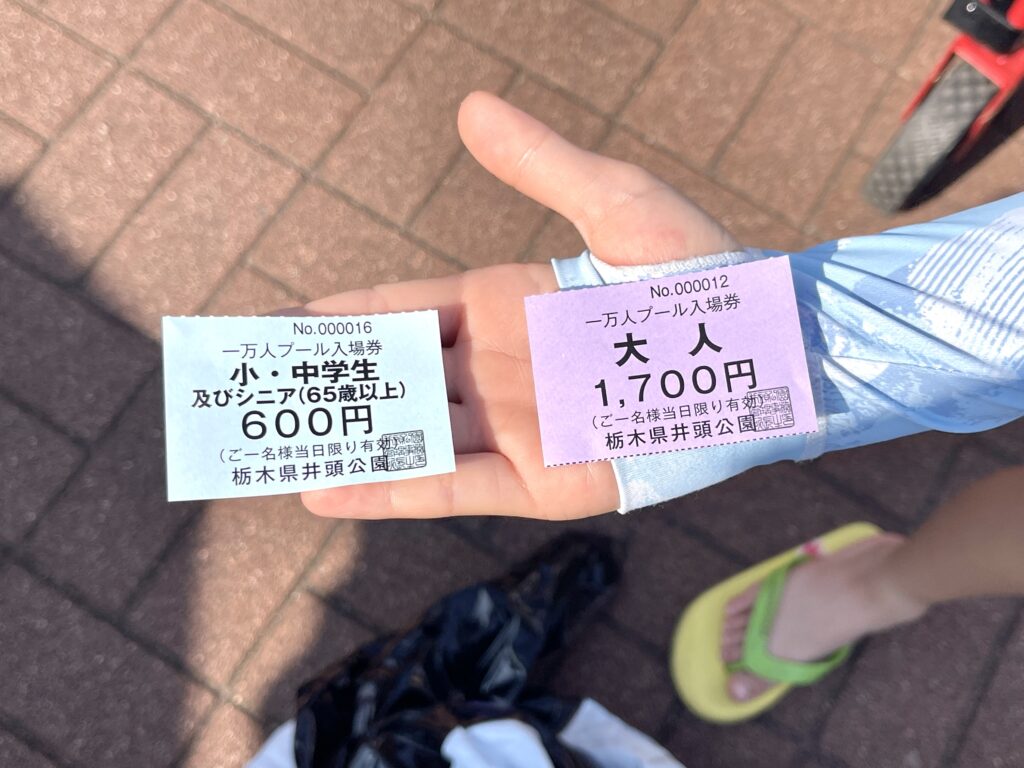 No.000016
一万人プール入場券
小・中学生
及びシニア(65歳以上)
600円
(ご一名様当日限り有効)
栃木県井頭公園
No.000012
一万人プール入場券
大 人
1,700円
(ご一名様当日限り有効)
栃木県井頭公園